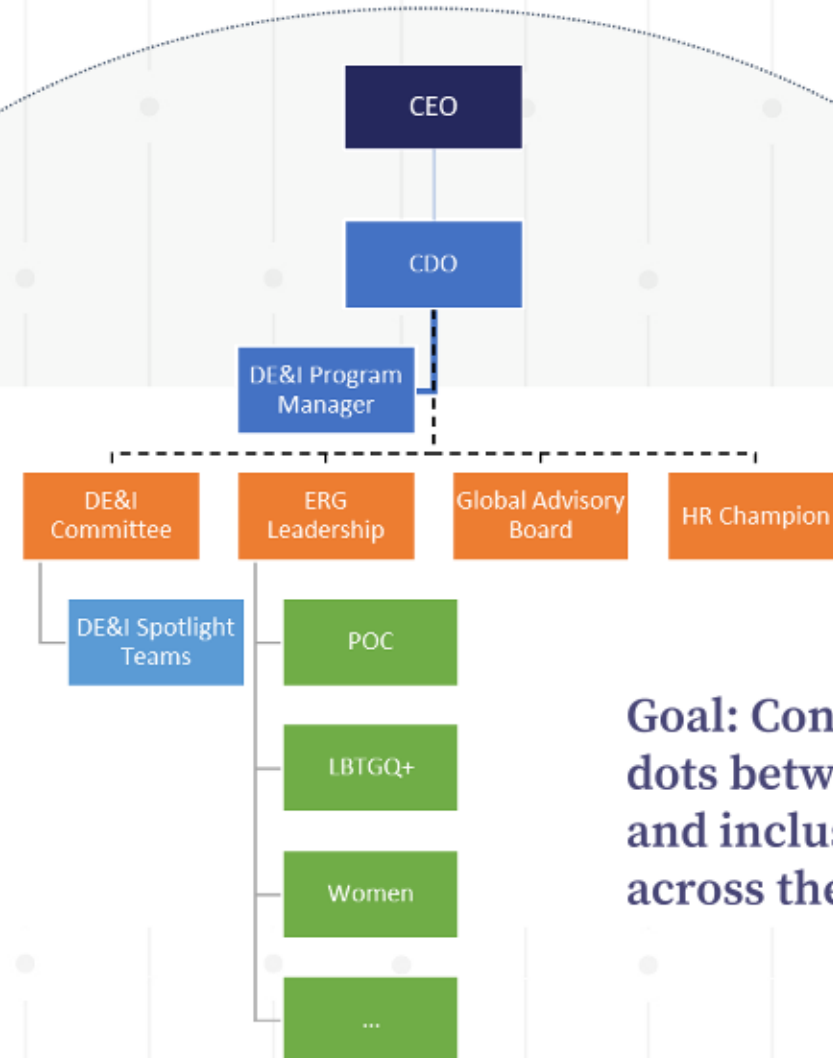 CEO
CDO
DE&I Program
Manager
DE&I
Committee
ERG
Leadership
Global Advisory
Board
HR Champion
DE&I Spotlight
Teams
POC
LBTGQ+
Women
...
Goal: Con
dots betw
and inclus
across the